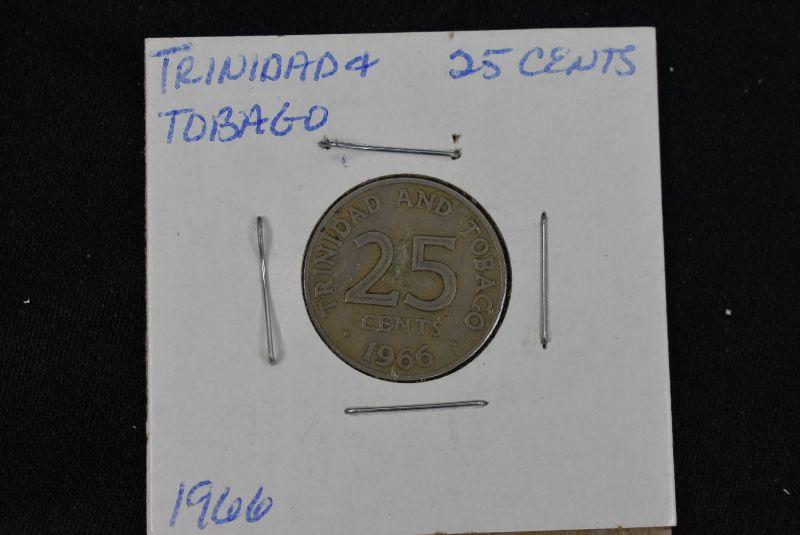 TRINIDAD & 25 CENTS
TOBAGO
TRINIDAD AND TOBAGO
25
CENTS
1966
1966